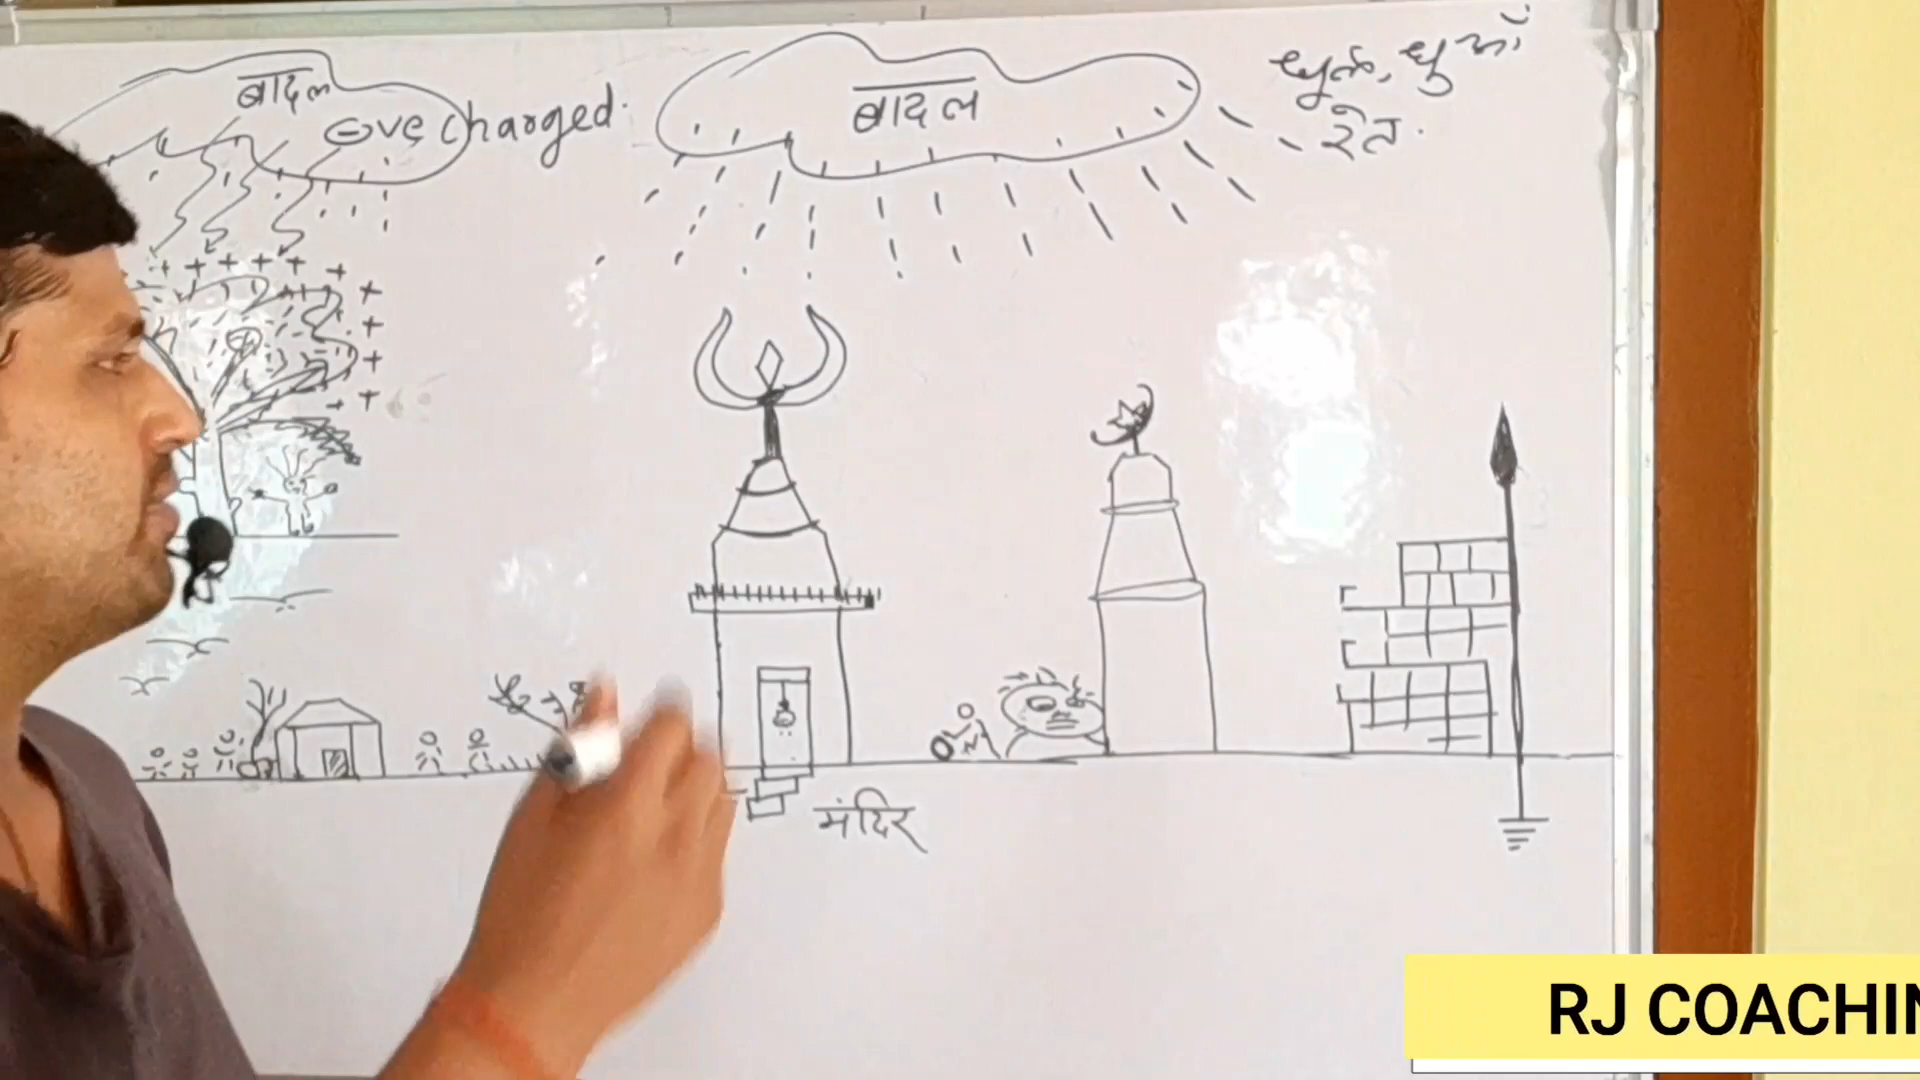 बादल
⊖ve charged.
बादल
धुल, धुआँ
रेत.
मंदिर
RJ COACHIN